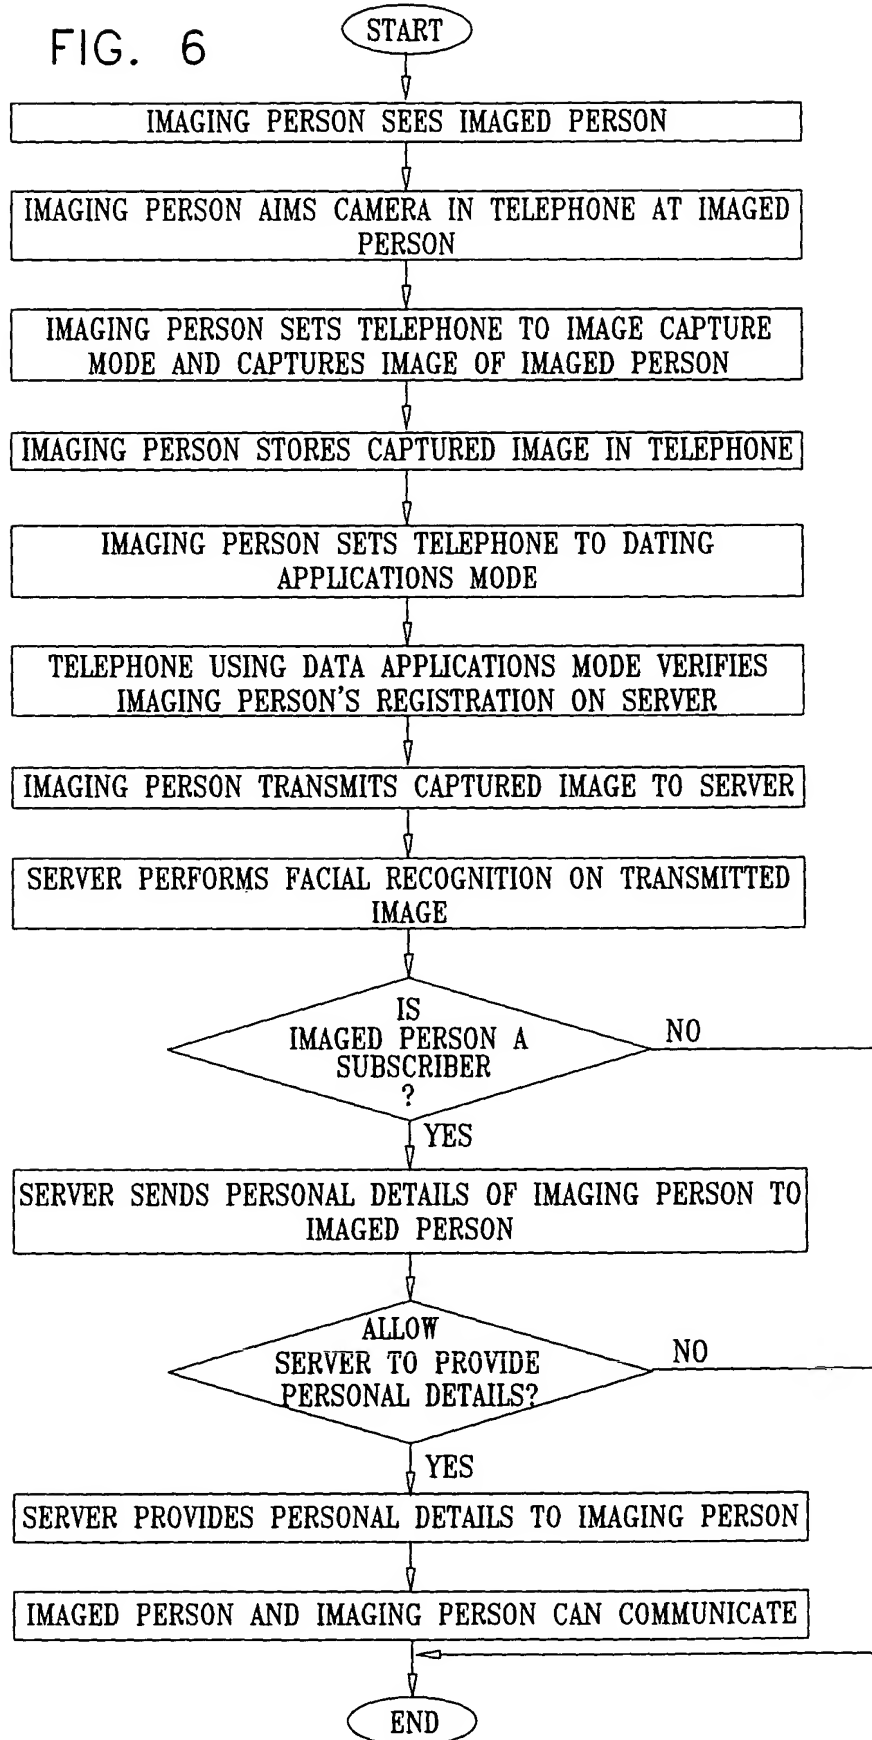 FIG. 6
START
IMAGING PERSON SEES IMAGED PERSON
IMAGING PERSON AIMS CAMERA IN TELEPHONE AT IMAGED
PERSON
IMAGING PERSON SETS TELEPHONE TO IMAGE CAPTURE
MODE AND CAPTURES IMAGE OF IMAGED PERSON
IMAGING PERSON STORES CAPTURED IMAGE IN TELEPHONE
IMAGING PERSON SETS TELEPHONE TO DATING
APPLICATIONS MODE
TELEPHONE USING DATA APPLICATIONS MODE VERIFIES
IMAGING PERSON'S REGISTRATION ON SERVER
IMAGING PERSON TRANSMITS CAPTURED IMAGE TO SERVER
SERVER PERFORMS FACIAL RECOGNITION ON TRANSMITTED
IMAGE
IS
IMAGED PERSON A
SUBSCRIBER
?
NO
YES
SERVER SENDS PERSONAL DETAILS OF IMAGING PERSON TO
IMAGED PERSON
ALLOW
SERVER TO PROVIDE
PERSONAL DETAILS?
NO
YES
SERVER PROVIDES PERSONAL DETAILS TO IMAGING PERSON
IMAGED PERSON AND IMAGING PERSON CAN COMMUNICATE
END